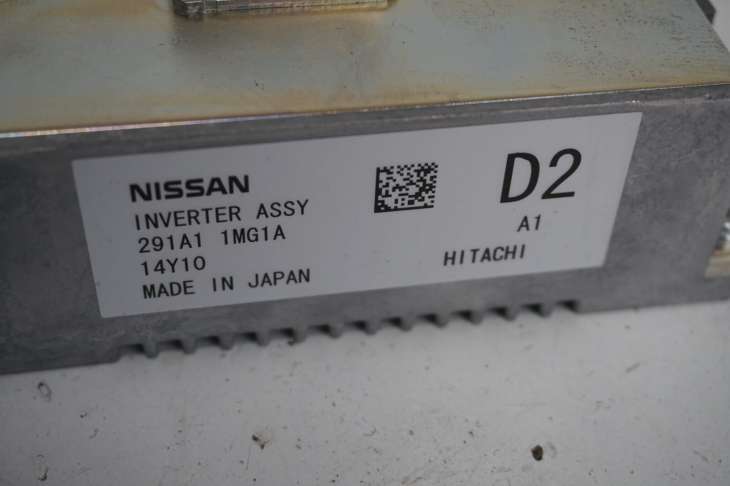 NISSAN
INVERTER ASSY
291A1 1MG1A
14Y10
MADE IN JAPAN
D2
A1
HITACHI